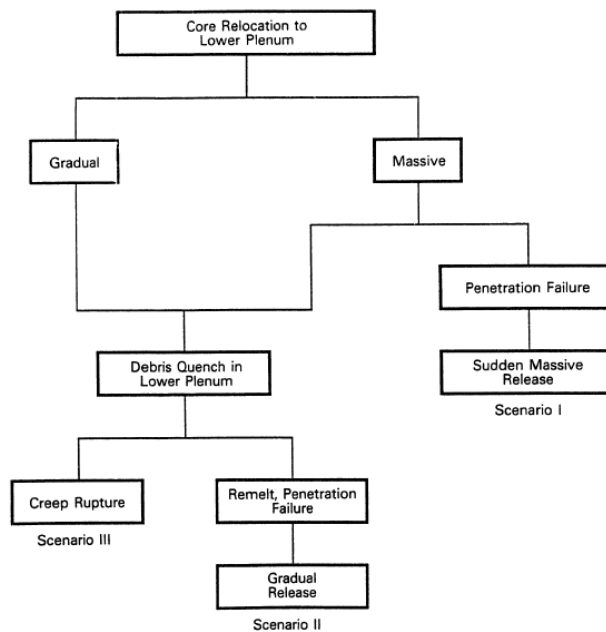 Core Relocation to
Lower Plenum
Gradual
Massive
Penetration Failure
Sudden Massive
Release
Scenario I
Debris Quench in
Lower Plenum
Creep Rupture
Scenario III
Remelt, Penetration
Failure
Gradual
Release
Scenario II